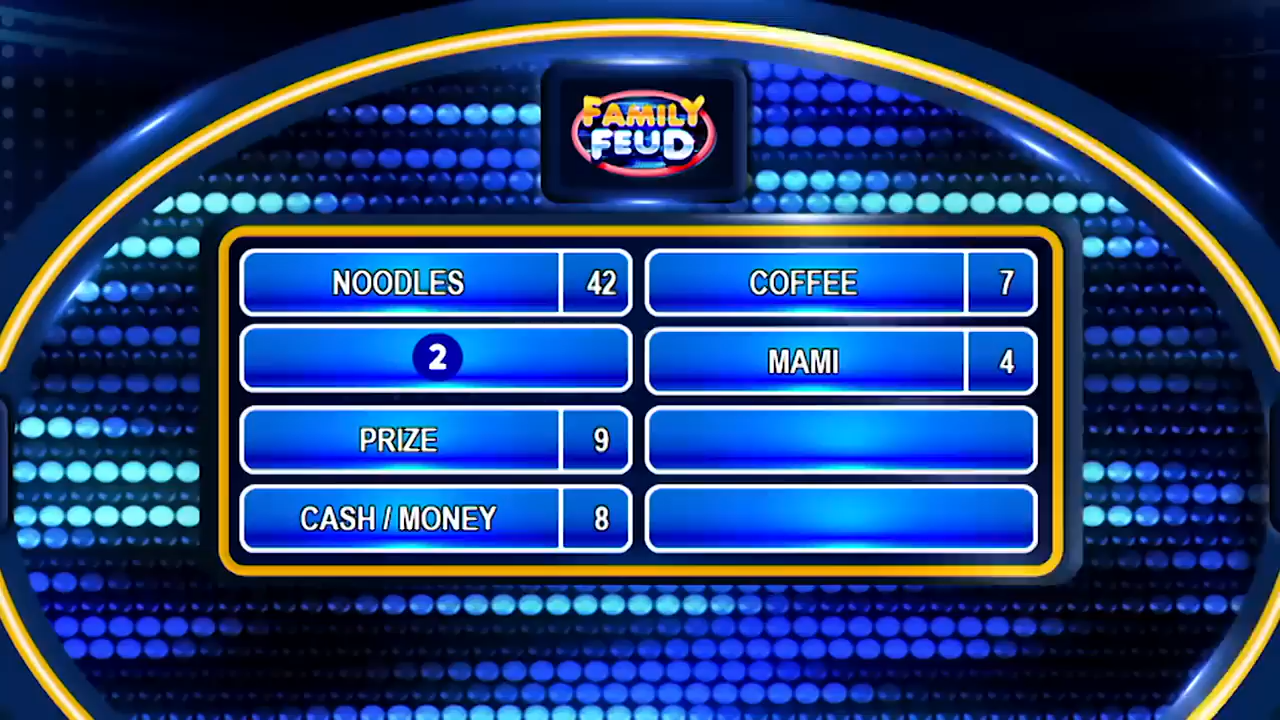 FAMILY
FEUD
NOODLES 42
2
PRIZE 9
CASH / MONEY 8
COFFEE 7
MAMI 4